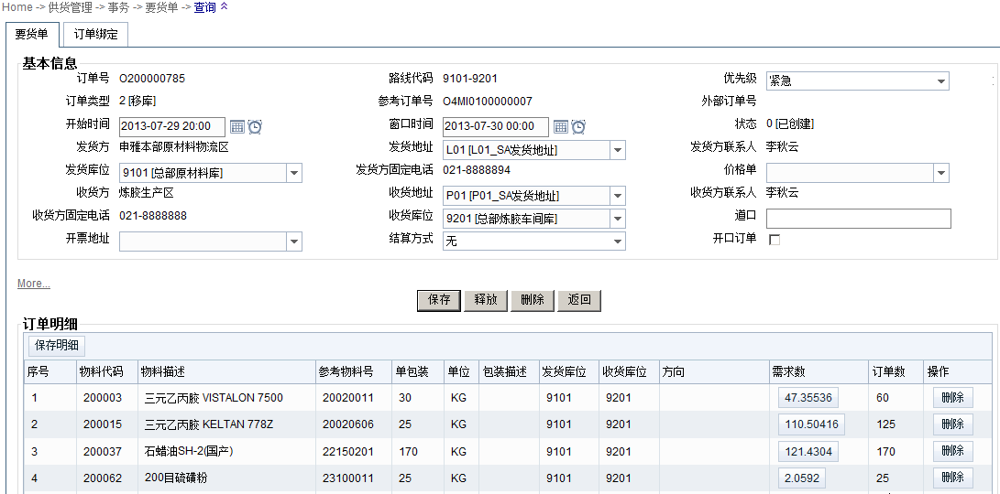 Home -> 供货管理 -> 事务 -> 要货单 -> 查询
要货单 订单绑定
基本信息
订单号 O200000785 路线代码 9101-9201 优先级 紧急
订单类型 2 [移库] 参考订单号 O4MI0100000007 外部订单号
开始时间 2013-07-29 20:00 窗口时间 2013-07-30 00:00 状态 0 [已创建]
发货方 申雅本部原材料物流区 发货地址 L01 [L01_SA发货地址] 发货方联系人 李秋云
发货库位 9101 [总部原材料库] 发货方固定电话 021-8888894 价格单
收货方 炼胶生产区 收货地址 P01 [P01_SA发货地址] 收货方联系人 李秋云
收货方固定电话 021-8888888 收货库位 9201 [总部炼胶车间库] 道口
开票地址 结算方式 无 开口订单
More...
保存 释放 删除 返回
订单明细
保存明细
序号 物料代码 物料描述 参考物料号 单包装 单位 包装描述 发货库位 收货库位 方向 需求数 订单数 操作
1 200003 三元乙丙胶 VISTALON 7500 20020011 30 KG 9101 9201 47.35536 60 删除
2 200015 三元乙丙胶 KELTAN 778Z 20020606 25 KG 9101 9201 110.50416 125 删除
3 200037 石蜡油SH-2(国产) 22150201 170 KG 9101 9201 121.4304 170 删除
4 200062 200目硫磺粉 23100011 25 KG 9101 9201 2.0592 25 删除